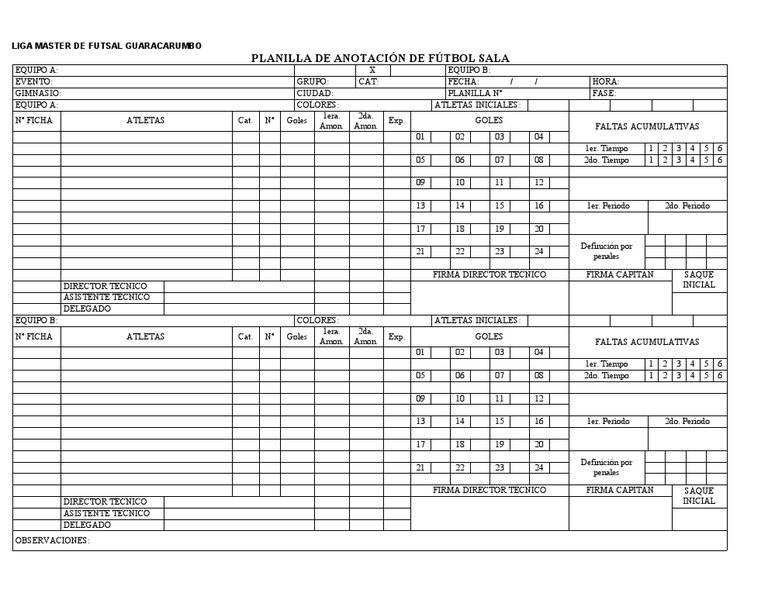 LIGA MASTER DE FUTSAL GUARACARUMBO
PLANILLA DE ANOTACIÓN DE FÚTBOL SALA
EQUIPO A: X EQUIPO B:
EVENTO: GRUPO: CAT: FECHA: / / HORA:
GIMNASIO: CIUDAD: PLANILLA Nº FASE:
EQUIPO A: COLORES: ATLETAS INICIALES:
Nº FICHA ATLETAS Cat. Nº Goles 1era. Amon. 2da. Amon. Exp. GOLES FALTAS ACUMULATIVAS
01 02 03 04
1er. Tiempo 1 2 3 4 5 6
05 06 07 08 2do. Tiempo 1 2 3 4 5 6
09 10 11 12
13 14 15 16 1er. Periodo 2do. Periodo
17 18 19 20
21 22 23 24 Definición por penales
FIRMA DIRECTOR TECNICO FIRMA CAPITAN SAQUE INICIAL
DIRECTOR TECNICO
ASISTENTE TECNICO
DELEGADO
EQUIPO B: COLORES: ATLETAS INICIALES:
Nº FICHA ATLETAS Cat. Nº Goles 1era. Amon. 2da. Amon. Exp. GOLES FALTAS ACUMULATIVAS
01 02 03 04
1er. Tiempo 1 2 3 4 5 6
05 06 07 08 2do. Tiempo 1 2 3 4 5 6
09 10 11 12
13 14 15 16 1er. Periodo 2do. Periodo
17 18 19 20
21 22 23 24 Definición por penales
FIRMA DIRECTOR TECNICO FIRMA CAPITAN SAQUE INICIAL
DIRECTOR TECNICO
ASISTENTE TECNICO
DELEGADO
OBSERVACIONES: